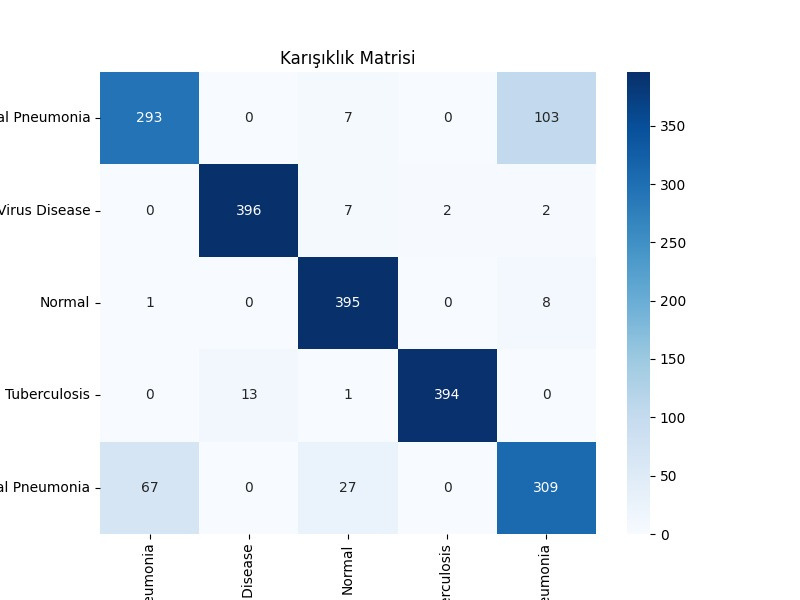 Karışıklık Matrisi
al Pneumonia 293 0 7 0 103
Virus Disease 0 396 7 2 2
Normal 1 0 395 0 8
Tuberculosis 0 13 1 394 0
al Pneumonia 67 0 27 0 309
eumonia Disease Normal erculosis eumonia
350
300
250
200
150
100
50
0